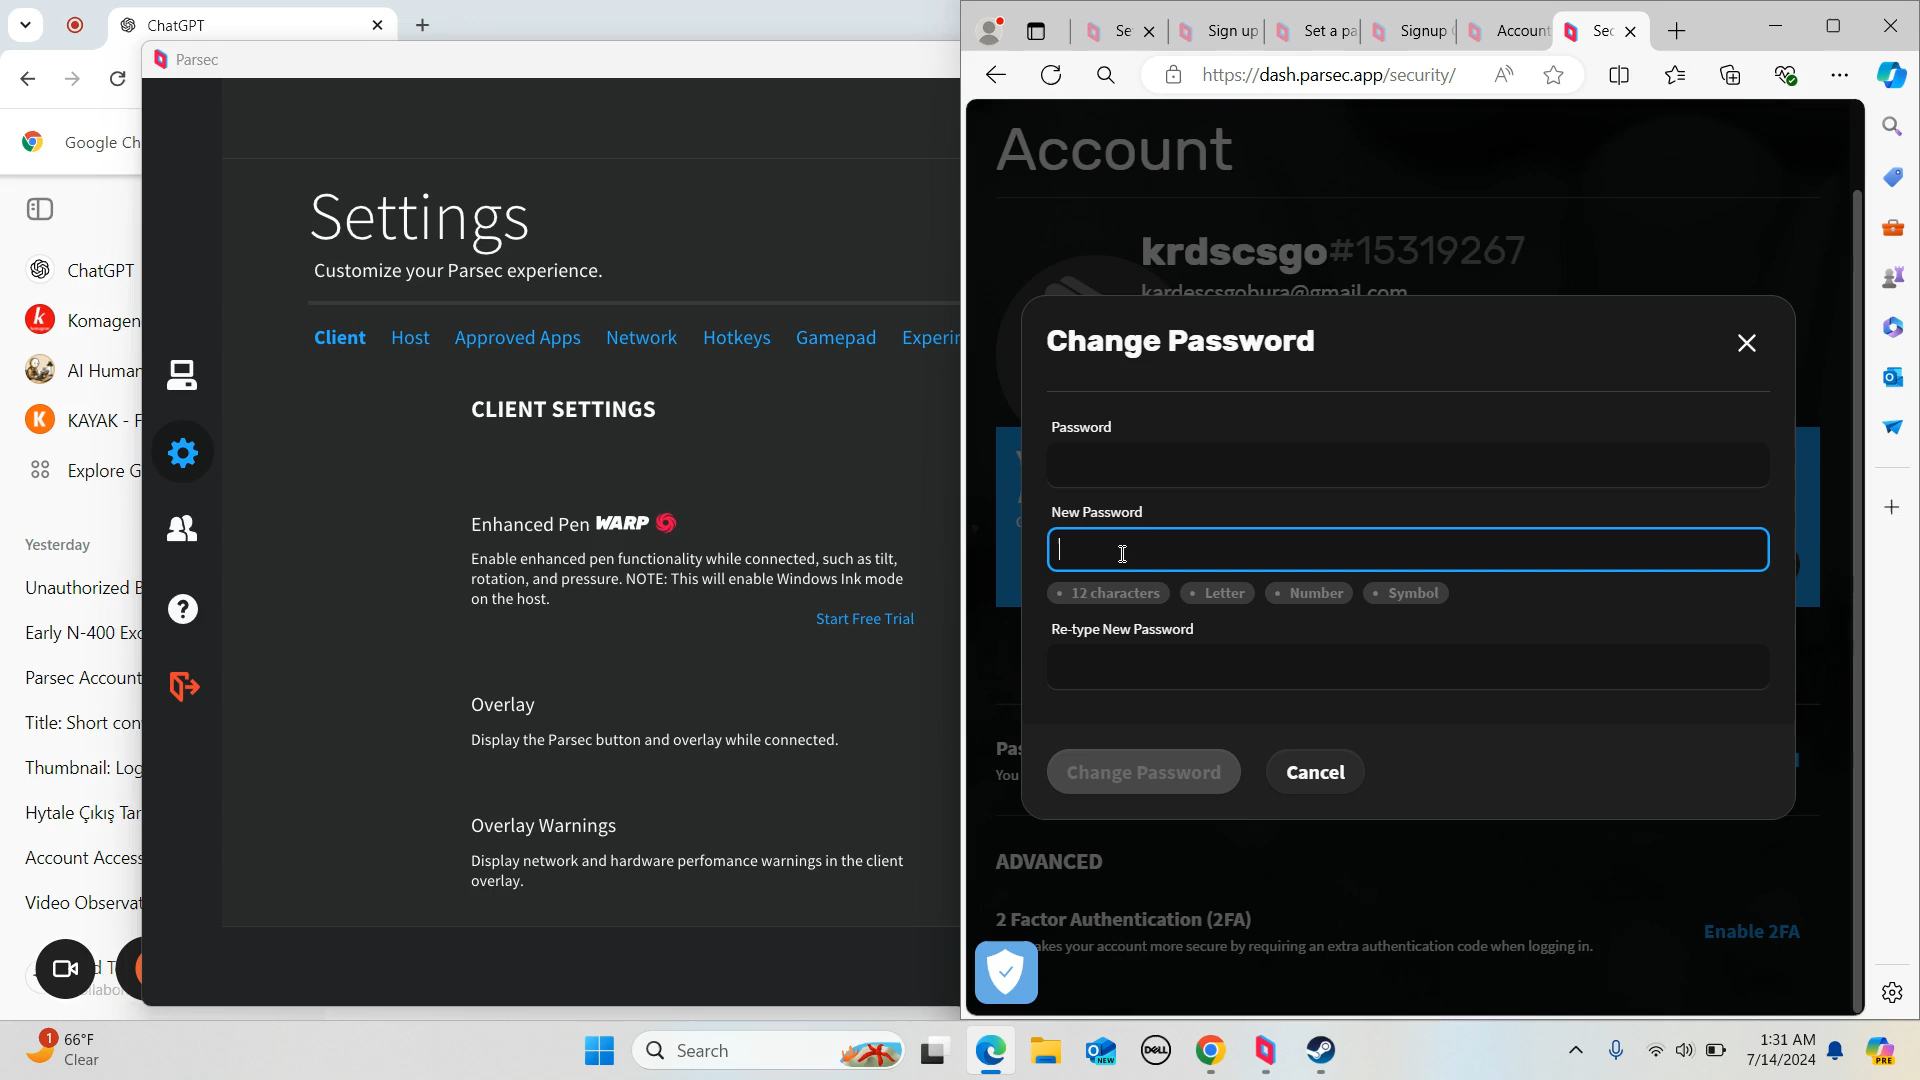 ChatGPT
Parsec
Google Ch
ChatGPT
Komagen
AI Human
KAYAK - F
Explore G
Yesterday
Unauthorized B
Early N-400 Exc
Parsec Account
Title: Short con
Thumbnail: Log
Hytale Çıkış Tar
Account Access
Video Observat
Settings
Customize your Parsec experience.
Client Host Approved Apps Network Hotkeys Gamepad Experin
CLIENT SETTINGS
Enhanced Pen WARP
Enable enhanced pen functionality while connected, such as tilt,
rotation, and pressure. NOTE: This will enable Windows Ink mode
on the host.
Start Free Trial
Overlay
Display the Parsec button and overlay while connected.
Overlay Warnings
Display network and hardware perfomance warnings in the client
overlay.
Se Sign up Set a pa Signup Account Sec
https://dash.parsec.app/security/
Account
krdscsgo#15319267
kardescsgobura@gmail.com
Change Password
Password
New Password
12 characters Letter Number Symbol
Re-type New Password
Change Password Cancel
Pas
You
ADVANCED
2 Factor Authentication (2FA)
akes your account more secure by requiring an extra authentication code when logging in.
Enable 2FA
1 66°F
Clear
Search
NEW
DELL
1:31 AM
7/14/2024
PRE